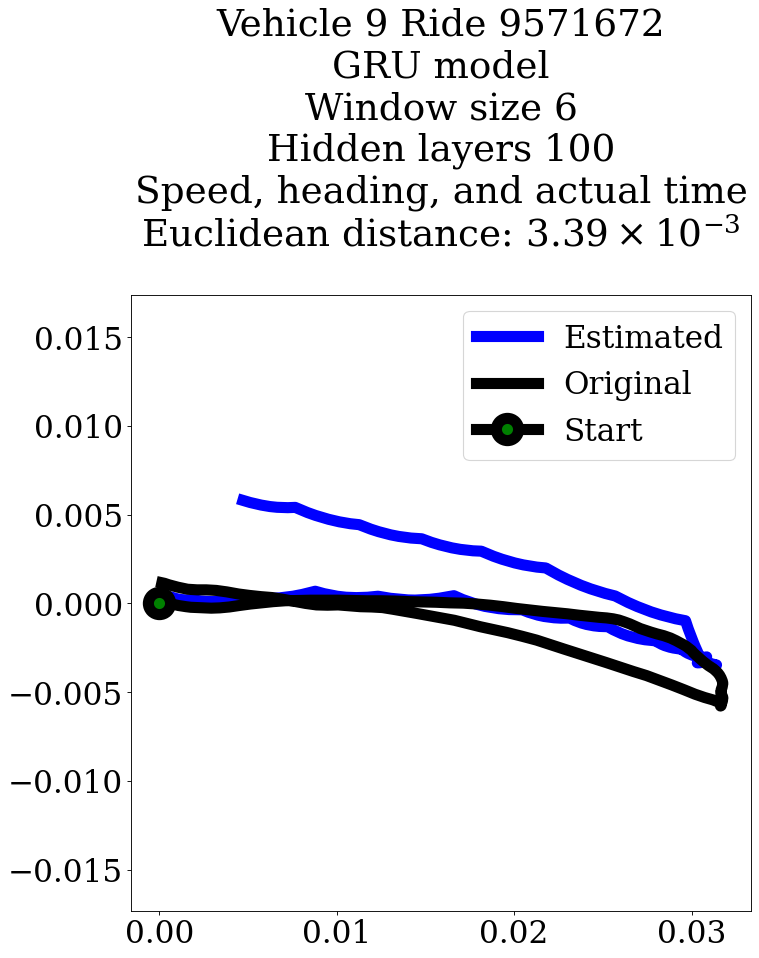 Vehicle 9 Ride 9571672
GRU model
Window size 6
Hidden layers 100
Speed, heading, and actual time
Euclidean distance: 3.39 × 10⁻³
Estimated
Original
Start
0.015
0.010
0.005
0.000
−0.005
−0.010
−0.015
0.00 0.01 0.02 0.03